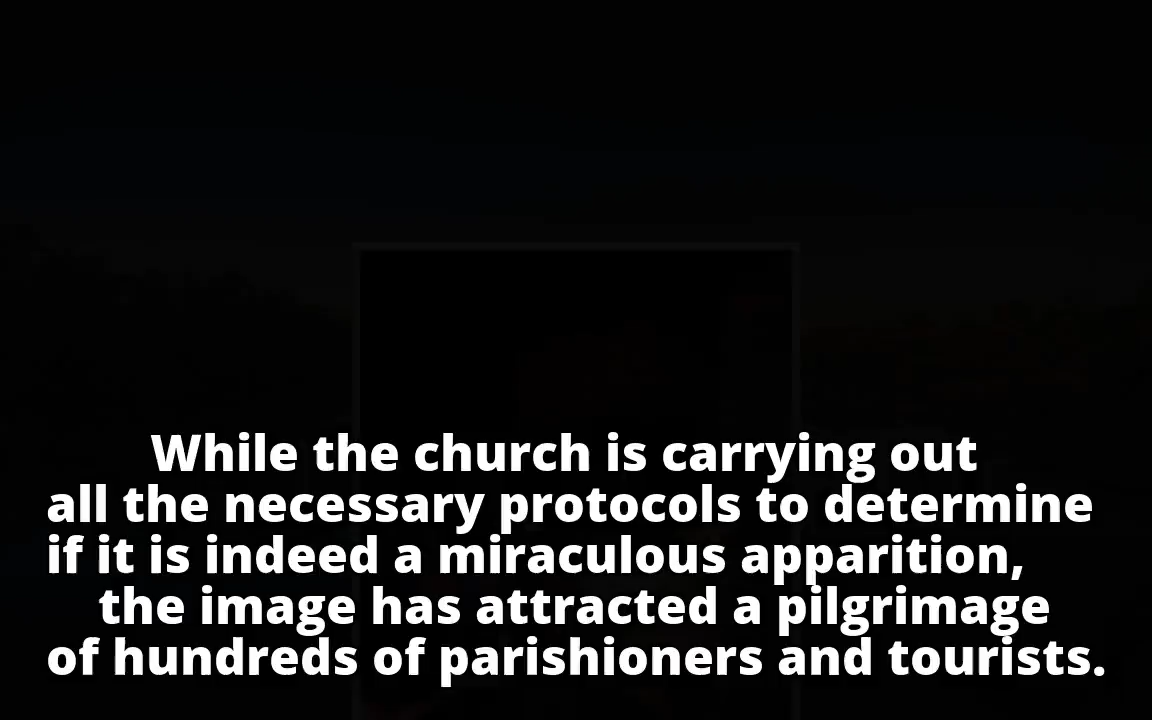 While the church is carrying out
all the necessary protocols to determine
if it is indeed a miraculous apparition,
the image has attracted a pilgrimage
of hundreds of parishioners and tourists.